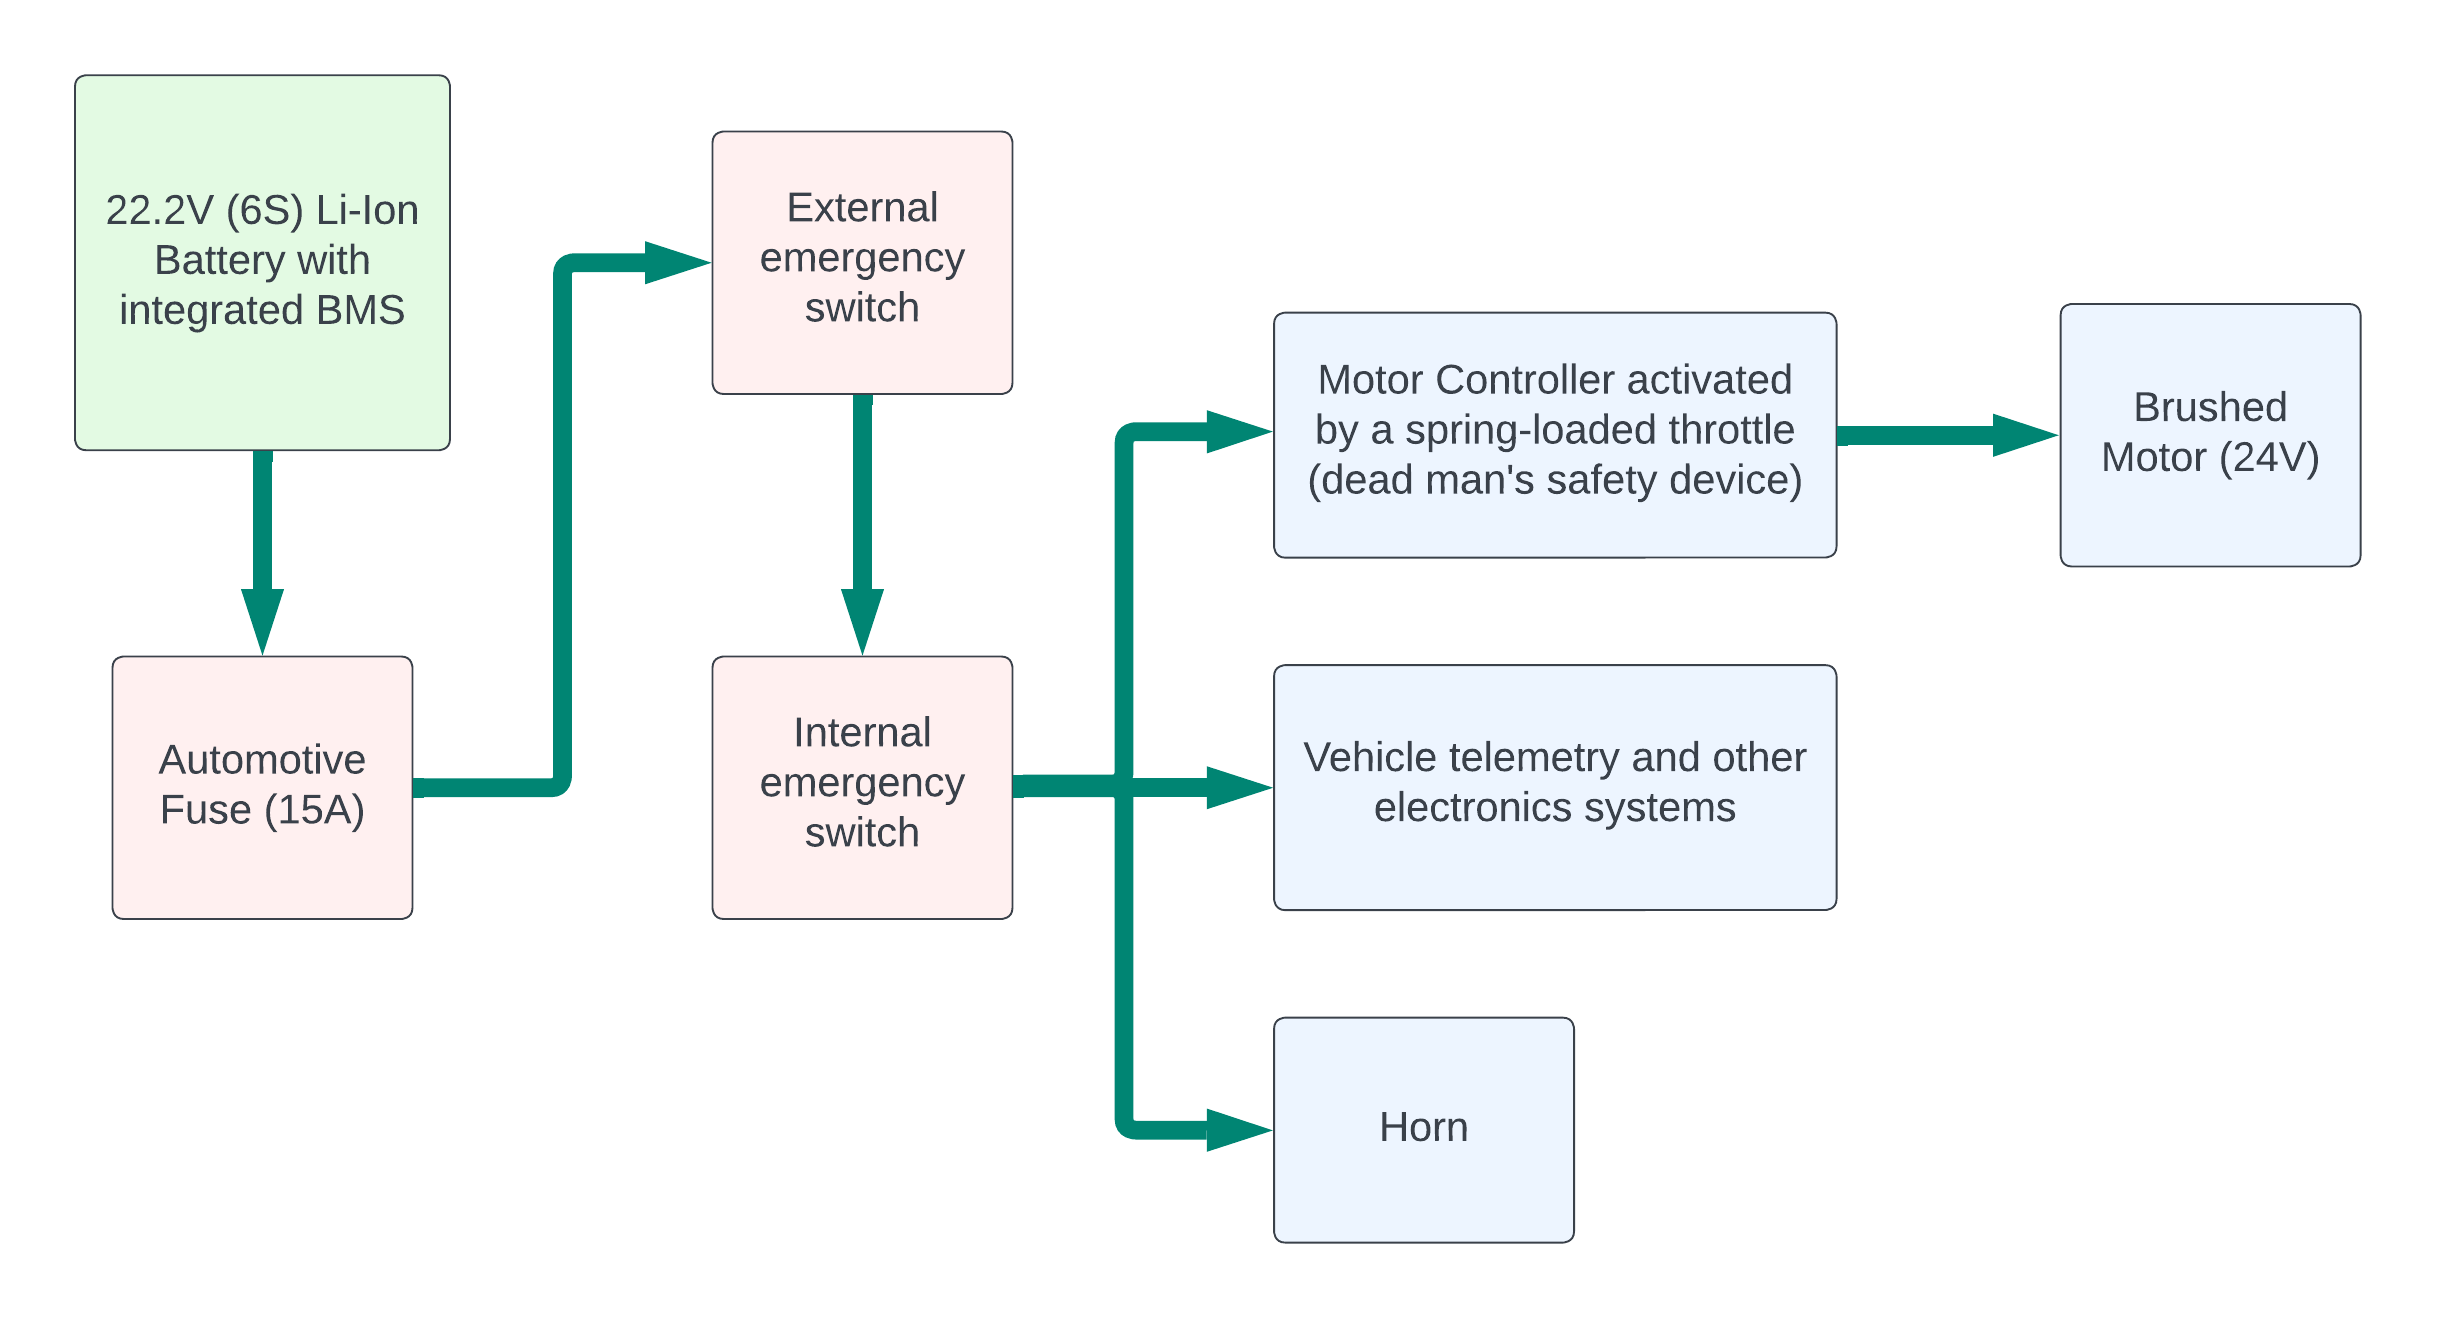 22.2V (6S) Li-Ion
Battery with
integrated BMS
Automotive
Fuse (15A)
External
emergency
switch
Internal
emergency
switch
Motor Controller activated
by a spring-loaded throttle
(dead man's safety device)
Brushed
Motor (24V)
Vehicle telemetry and other
electronics systems
Horn